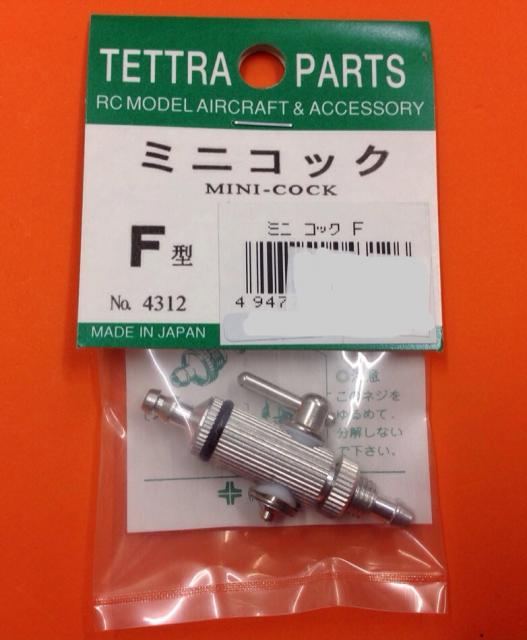 TETTRA PARTS
RC MODEL AIRCRAFT & ACCESSORY
ミニコック
MINI-COCK
F型
ミニ コック F
No. 4312
4 947
MADE IN JAPAN
このネジを
ゆるめて.
分解しない
で下さい.